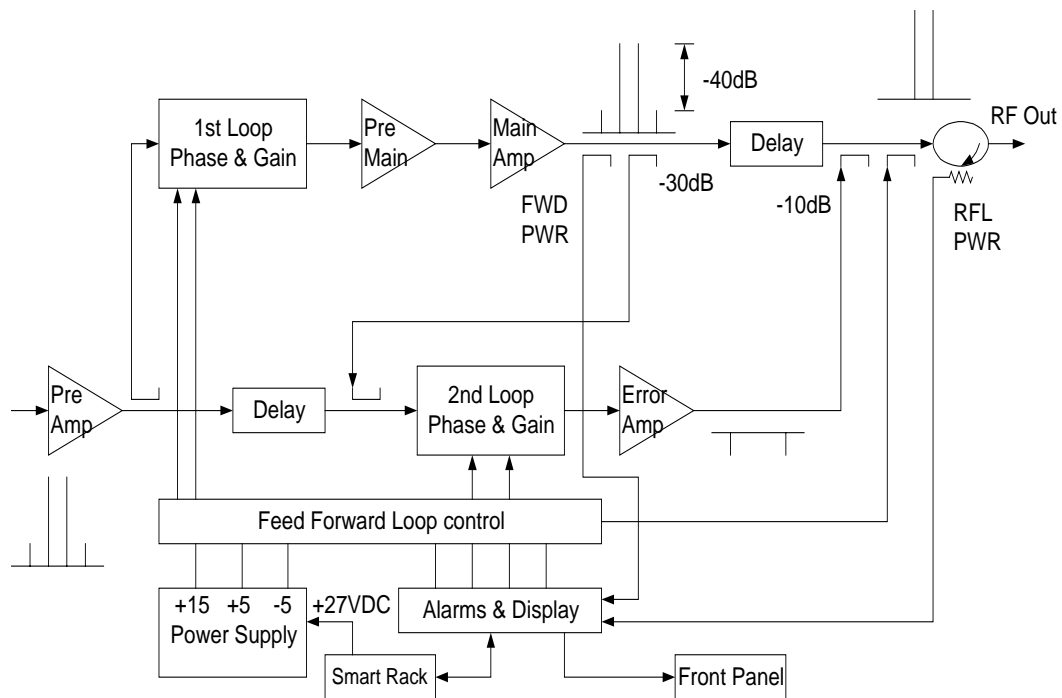 -40dB
1st Loop
Phase & Gain
Pre
Main
Main
Amp
Delay
RF Out
-30dB
FWD
PWR
-10dB
RFL
PWR
Pre
Amp
Delay
2nd Loop
Phase & Gain
Error
Amp
Feed Forward Loop control
+15 +5 -5
Power Supply
+27VDC
Alarms & Display
Smart Rack
Front Panel